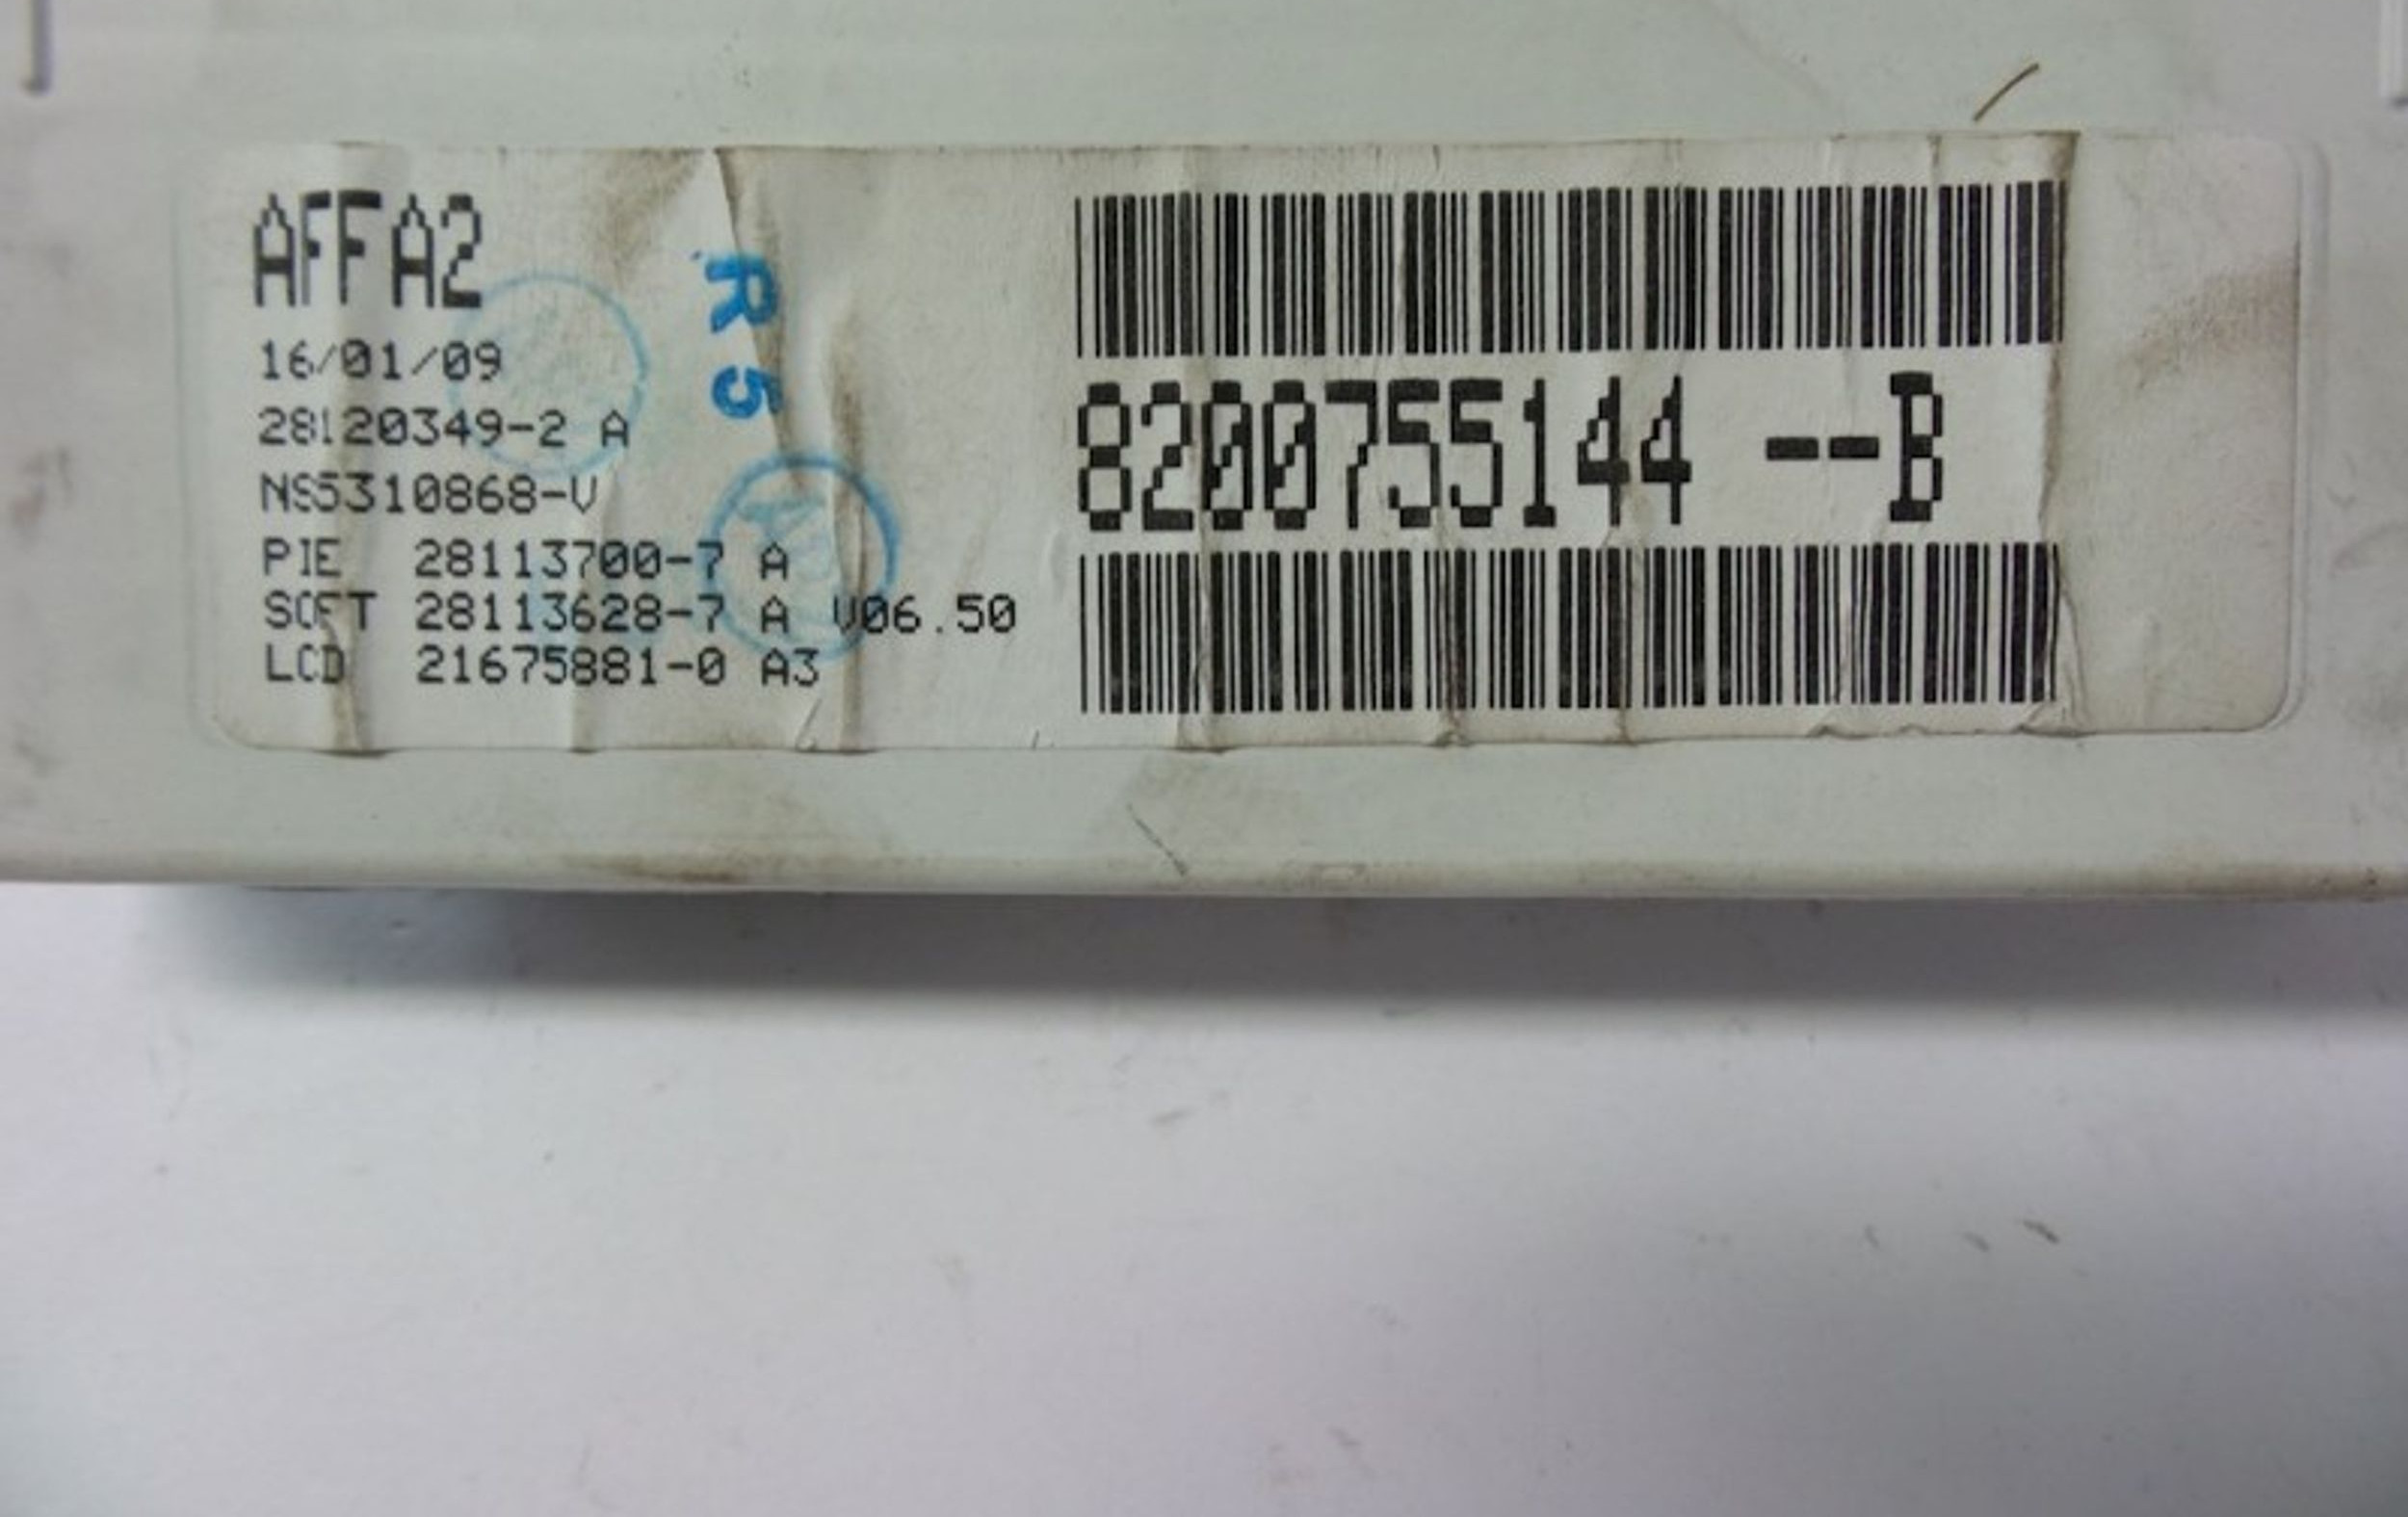 AFFA2
16/01/09
28120349-2 A
NS5310868-V
PIE 28113700-7 A
SOFT 28113628-7 A V06.50
LCD 21675881-0 A3
R 5
8200755144 --B